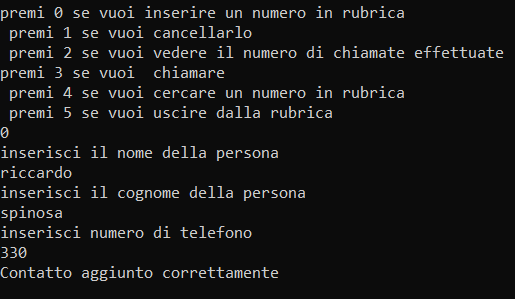 premi 0 se vuoi inserire un numero in rubrica
premi 1 se vuoi cancellarlo
premi 2 se vuoi vedere il numero di chiamate effettuate
premi 3 se vuoi  chiamare
premi 4 se vuoi cercare un numero in rubrica
premi 5 se vuoi uscire dalla rubrica
0
inserisci il nome della persona
riccardo
inserisci il cognome della persona
spinosa
inserisci numero di telefono
330
Contatto aggiunto correttamente